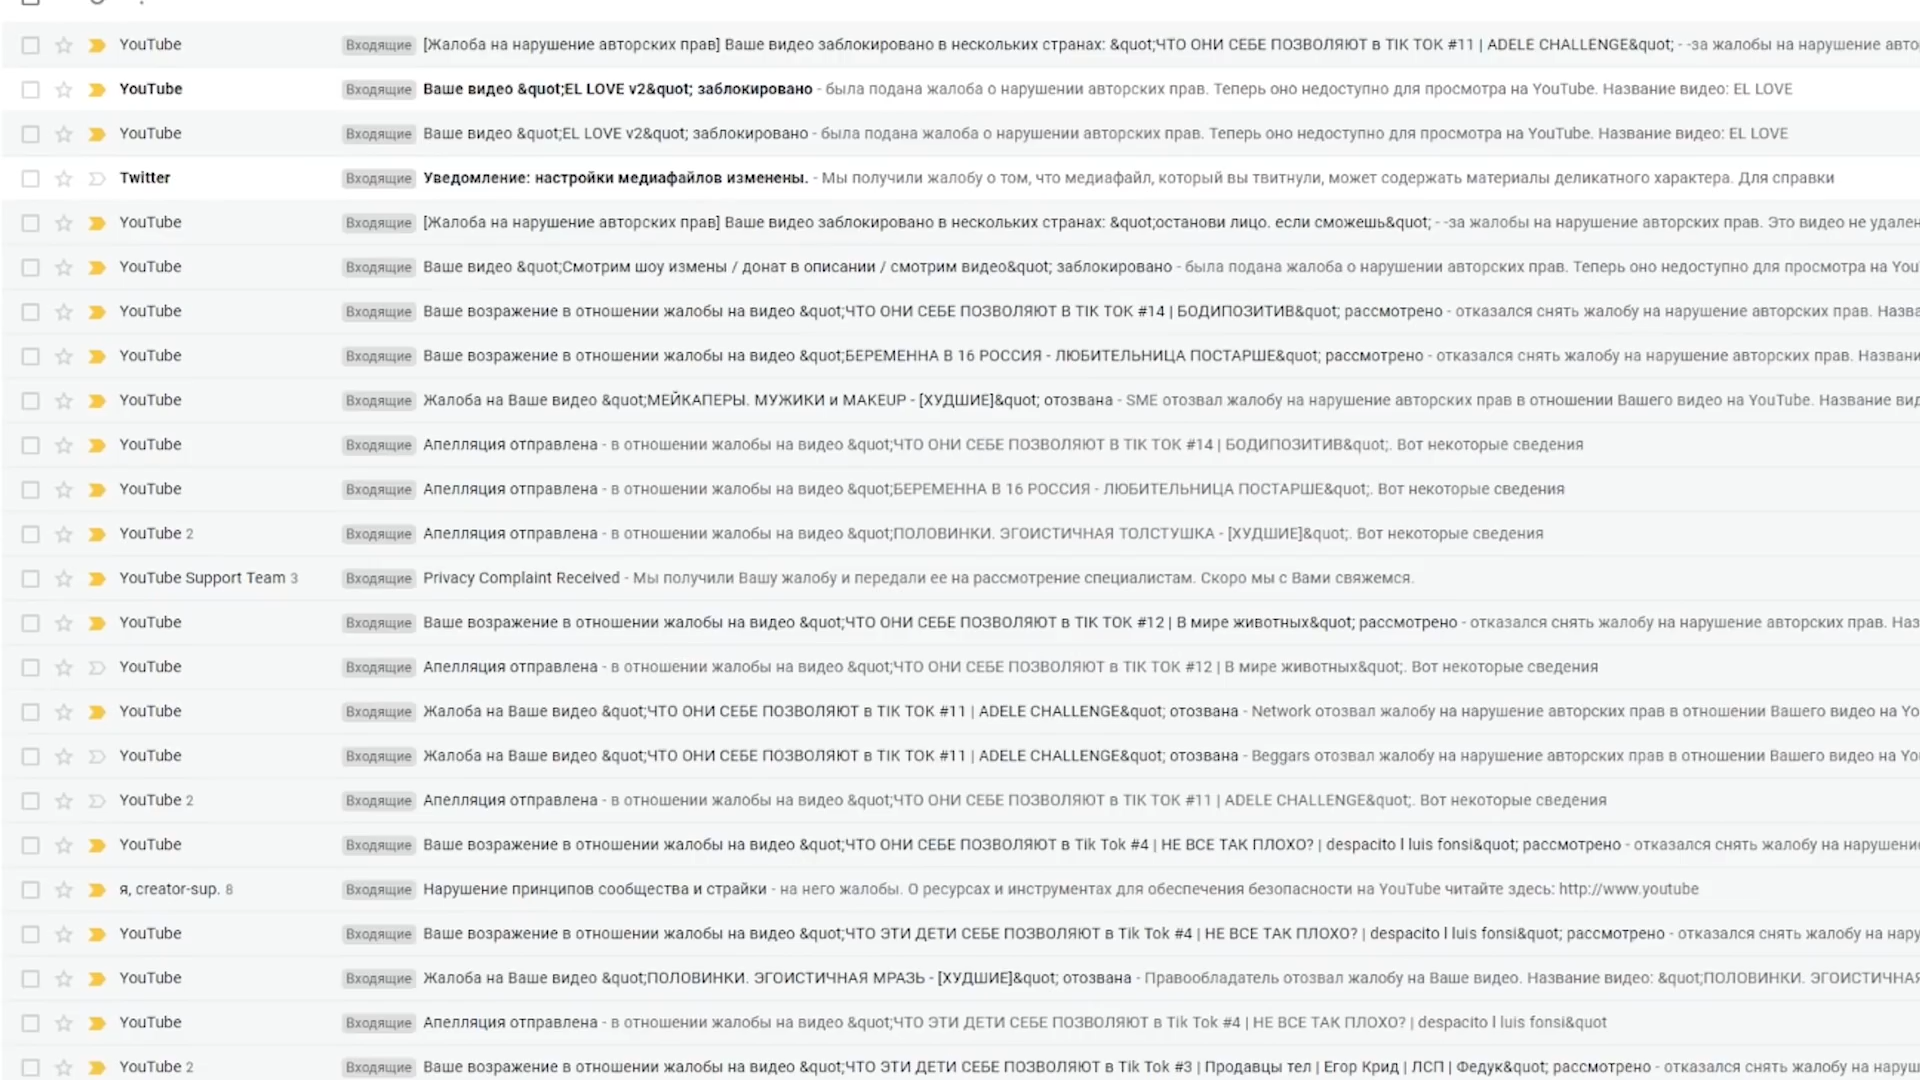 YouTube Входящие [Жалоба на нарушение авторских прав] Ваше видео заблокировано в нескольких странах: &quot;ЧТО ОНИ СЕБЕ ПОЗВОЛЯЮТ в TIK TOK #11 | ADELE CHALLENGE&quot; - -за жалобы на нарушение авто
YouTube Входящие Ваше видео &quot;EL LOVE v2&quot; заблокировано - была подана жалоба о нарушении авторских прав. Теперь оно недоступно для просмотра на YouTube. Название видео: EL LOVE
YouTube Входящие Ваше видео &quot;EL LOVE v2&quot; заблокировано - была подана жалоба о нарушении авторских прав. Теперь оно недоступно для просмотра на YouTube. Название видео: EL LOVE
Twitter Входящие Уведомление: настройки медиафайлов изменены. - Мы получили жалобу о том, что медиафайл, который вы твитнули, может содержать материалы деликатного характера. Для справки
YouTube Входящие [Жалоба на нарушение авторских прав] Ваше видео заблокировано в нескольких странах: &quot;останови лицо. если сможешь&quot; - -за жалобы на нарушение авторских прав. Это видео не удален
YouTube Входящие Ваше видео &quot;Смотрим шоу измены / донат в описании / смотрим видео&quot; заблокировано - была подана жалоба о нарушении авторских прав. Теперь оно недоступно для просмотра на You
YouTube Входящие Ваше возражение в отношении жалобы на видео &quot;ЧТО ОНИ СЕБЕ ПОЗВОЛЯЮТ В TIK TOK #14 | БОДИПОЗИТИВ&quot; рассмотрено - отказался снять жалобу на нарушение авторских прав. Назва
YouTube Входящие Ваше возражение в отношении жалобы на видео &quot;БЕРЕМЕННА В 16 РОССИЯ - ЛЮБИТЕЛЬНИЦА ПОСТАРШЕ&quot; рассмотрено - отказался снять жалобу на нарушение авторских прав. Названи
YouTube Входящие Жалоба на Ваше видео &quot;МЕЙКАПЕРЫ. МУЖИКИ и MAKEUP - [ХУДШИЕ]&quot; отозвана - SME отозвал жалобу на нарушение авторских прав в отношении Вашего видео на YouTube. Название вид
YouTube Входящие Апелляция отправлена - в отношении жалобы на видео &quot;ЧТО ОНИ СЕБЕ ПОЗВОЛЯЮТ В TIK TOK #14 | БОДИПОЗИТИВ&quot;. Вот некоторые сведения
YouTube Входящие Апелляция отправлена - в отношении жалобы на видео &quot;БЕРЕМЕННА В 16 РОССИЯ - ЛЮБИТЕЛЬНИЦА ПОСТАРШЕ&quot;. Вот некоторые сведения
YouTube 2 Входящие Апелляция отправлена - в отношении жалобы на видео &quot;ПОЛОВИНКИ. ЭГОИСТИЧНАЯ ТОЛСТУШКА - [ХУДШИЕ]&quot;. Вот некоторые сведения
YouTube Support Team 3 Входящие Privacy Complaint Received - Мы получили Вашу жалобу и передали ее на рассмотрение специалистам. Скоро мы с Вами свяжемся.
YouTube Входящие Ваше возражение в отношении жалобы на видео &quot;ЧТО ОНИ СЕБЕ ПОЗВОЛЯЮТ в TIK TOK #12 | В мире животных&quot; рассмотрено - отказался снять жалобу на нарушение авторских прав. Наз
YouTube Входящие Апелляция отправлена - в отношении жалобы на видео &quot;ЧТО ОНИ СЕБЕ ПОЗВОЛЯЮТ в TIK TOK #12 | В мире животных&quot;. Вот некоторые сведения
YouTube Входящие Жалоба на Ваше видео &quot;ЧТО ОНИ СЕБЕ ПОЗВОЛЯЮТ в TIK TOK #11 | ADELE CHALLENGE&quot; отозвана - Network отозвал жалобу на нарушение авторских прав в отношении Вашего видео на Yo
YouTube Входящие Жалоба на Ваше видео &quot;ЧТО ОНИ СЕБЕ ПОЗВОЛЯЮТ в TIK TOK #11 | ADELE CHALLENGE&quot; отозвана - Beggars отозвал жалобу на нарушение авторских прав в отношении Вашего видео на Yo
YouTube 2 Входящие Апелляция отправлена - в отношении жалобы на видео &quot;ЧТО ОНИ СЕБЕ ПОЗВОЛЯЮТ в TIK TOK #11 | ADELE CHALLENGE&quot;. Вот некоторые сведения
YouTube Входящие Ваше возражение в отношении жалобы на видео &quot;ЧТО ОНИ СЕБЕ ПОЗВОЛЯЮТ в Tik Tok #4 | НЕ ВСЕ ТАК ПЛОХО? | despacito l luis fonsi&quot; рассмотрено - отказался снять жалобу на нарушени
я, creator-sup. 8 Входящие Нарушение принципов сообщества и страйки - на него жалобы. О ресурсах и инструментах для обеспечения безопасности на YouTube читайте здесь: http://www.youtube
YouTube Входящие Ваше возражение в отношении жалобы на видео &quot;ЧТО ЭТИ ДЕТИ СЕБЕ ПОЗВОЛЯЮТ в Tik Tok #4 | НЕ ВСЕ ТАК ПЛОХО? | despacito l luis fonsi&quot; рассмотрено - отказался снять жалобу на нару
YouTube Входящие Жалоба на Ваше видео &quot;ПОЛОВИНКИ. ЭГОИСТИЧНАЯ МРАЗЬ - [ХУДШИЕ]&quot; отозвана - Правообладатель отозвал жалобу на Ваше видео. Название видео: &quot;ПОЛОВИНКИ. ЭГОИСТИЧНАЯ
YouTube Входящие Апелляция отправлена - в отношении жалобы на видео &quot;ЧТО ЭТИ ДЕТИ СЕБЕ ПОЗВОЛЯЮТ в Tik Tok #4 | НЕ ВСЕ ТАК ПЛОХО? | despacito l luis fonsi&quot
YouTube 2 Входящие Ваше возражение в отношении жалобы на видео &quot;ЧТО ЭТИ ДЕТИ СЕБЕ ПОЗВОЛЯЮТ в Tik Tok #3 | Продавцы тел | Егор Крид | ЛСП | Федук&quot; рассмотрено - отказался снять жалобу на наруш